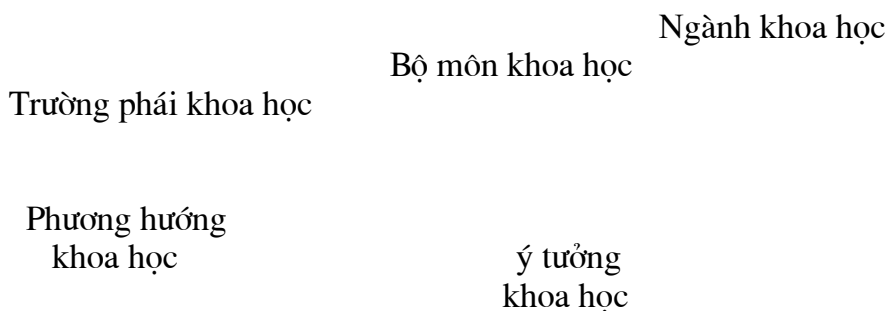 Ngành khoa học
Bộ môn khoa học
Trường phái khoa học
Phương hướng
khoa học
ý tưởng
khoa học